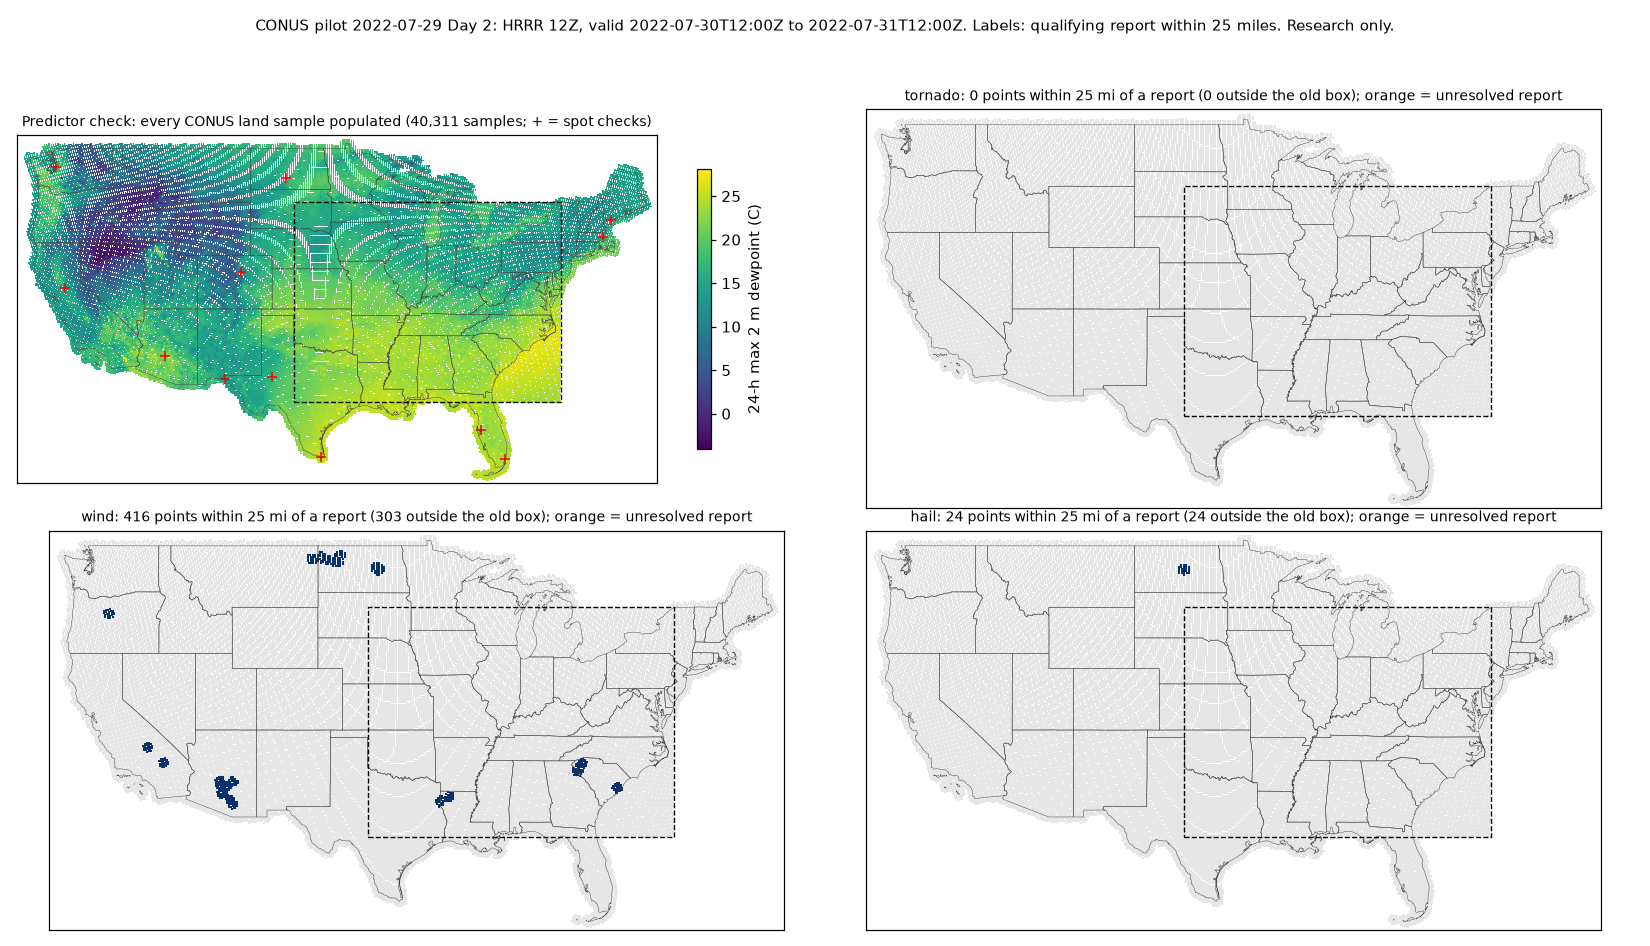 CONUS pilot 2022-07-29 Day 2: HRRR 12Z, valid 2022-07-30T12:00Z to 2022-07-31T12:00Z. Labels: qualifying report within 25 miles. Research only.
Predictor check: every CONUS land sample populated (40,311 samples; + = spot checks)
25
20
15
10
5
0
24-h max 2 m dewpoint (C)
tornado: 0 points within 25 mi of a report (0 outside the old box); orange = unresolved report
wind: 416 points within 25 mi of a report (303 outside the old box); orange = unresolved report
hail: 24 points within 25 mi of a report (24 outside the old box); orange = unresolved report